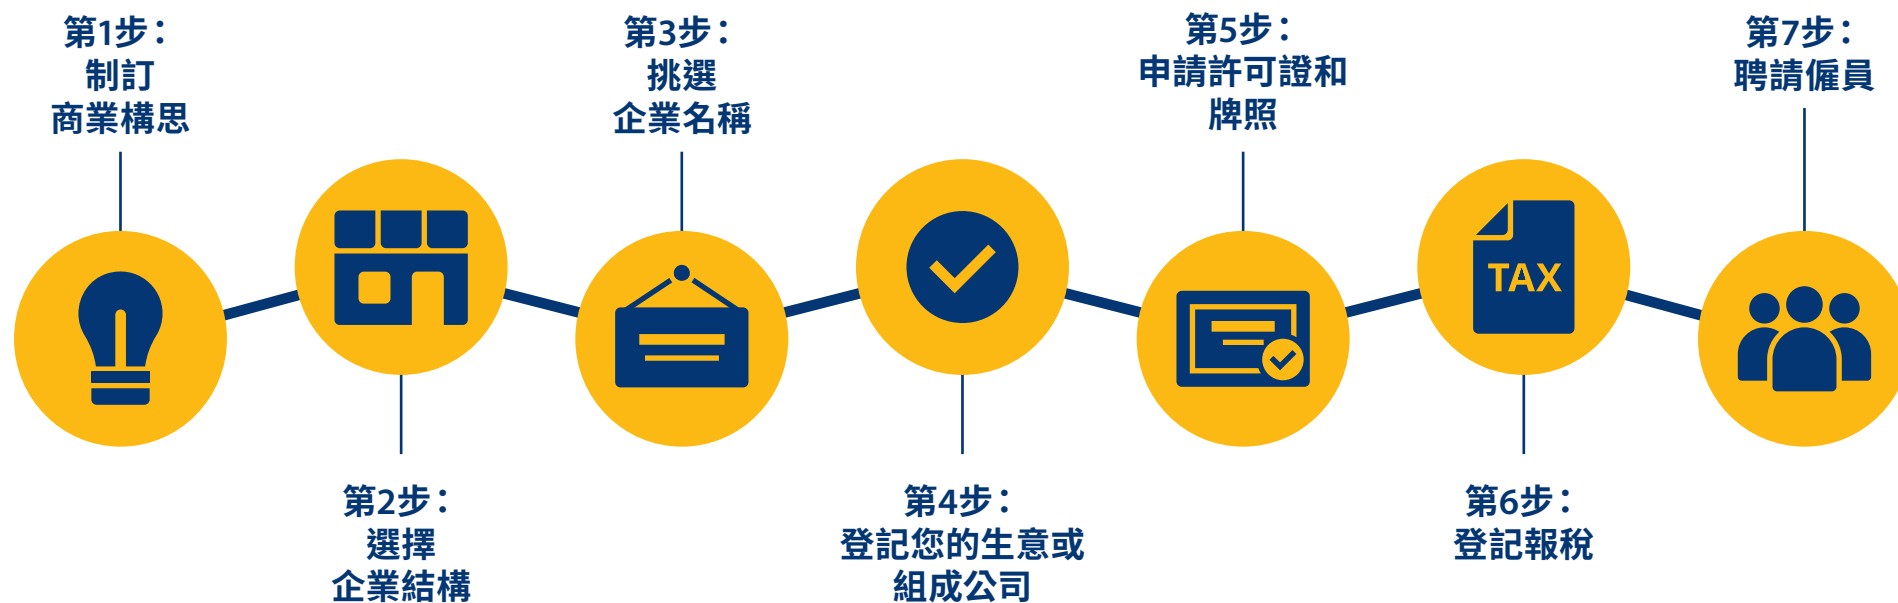 第1步：
制訂
商業構思
第2步：
選擇
企業結構
第3步：
挑選
企業名稱
第4步：
登記您的生意或
組成公司
第5步：
申請許可證和
牌照
TAX
第6步：
登記報稅
第7步：
聘請僱員